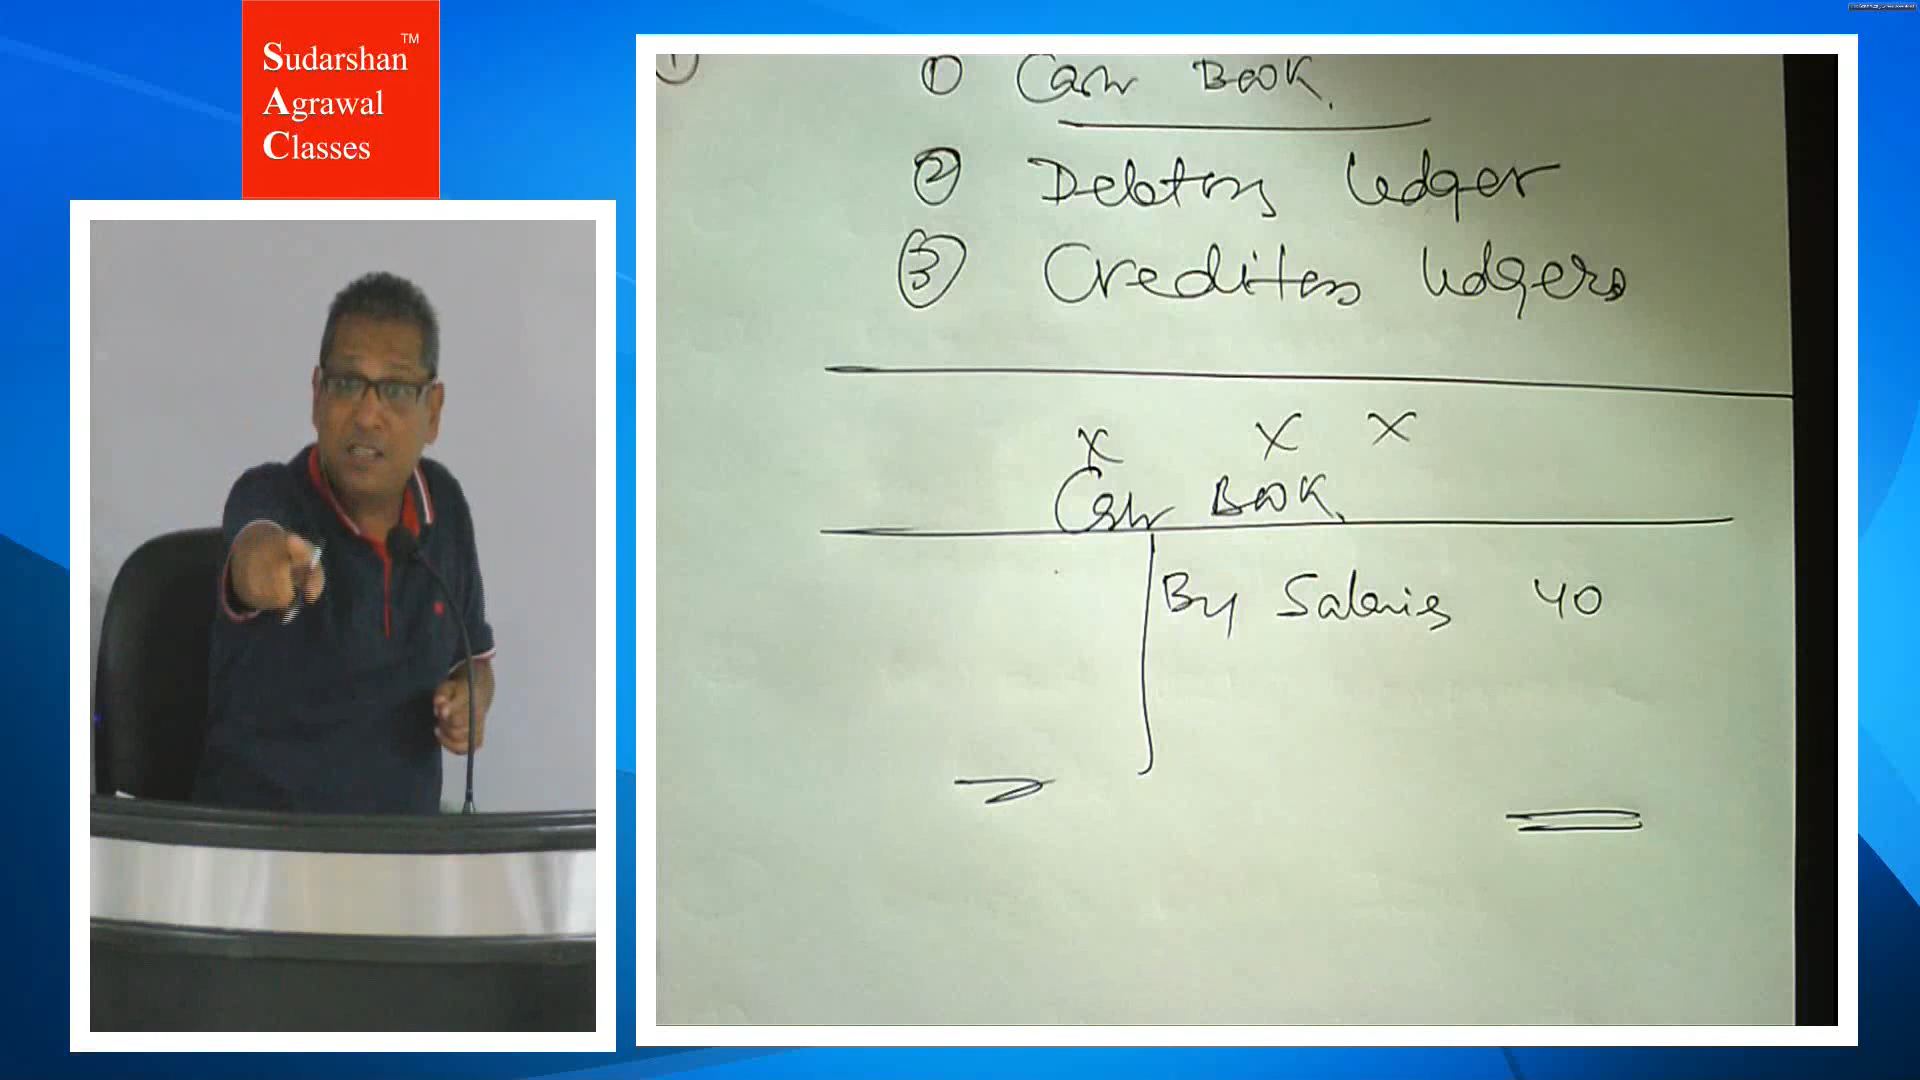 Sudarshan™
Agrawal
Classes
① Cash Book.
② Debtors ledger
③ Creditors ledgers
X X X
Cash Book.
By Salaries 40